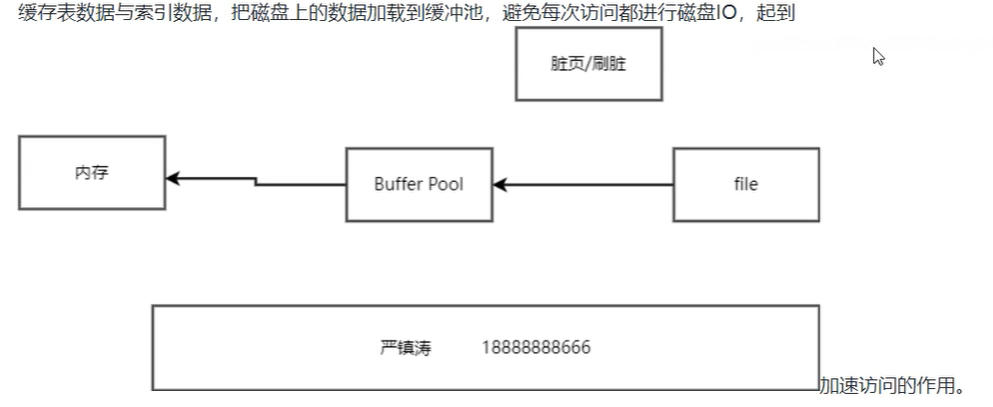 缓存表数据与索引数据，把磁盘上的数据加载到缓冲池，避免每次访问都进行磁盘IO，起到
脏页/刷脏
内存
Buffer Pool
file
严镇涛 18888888666
加速访问的作用。